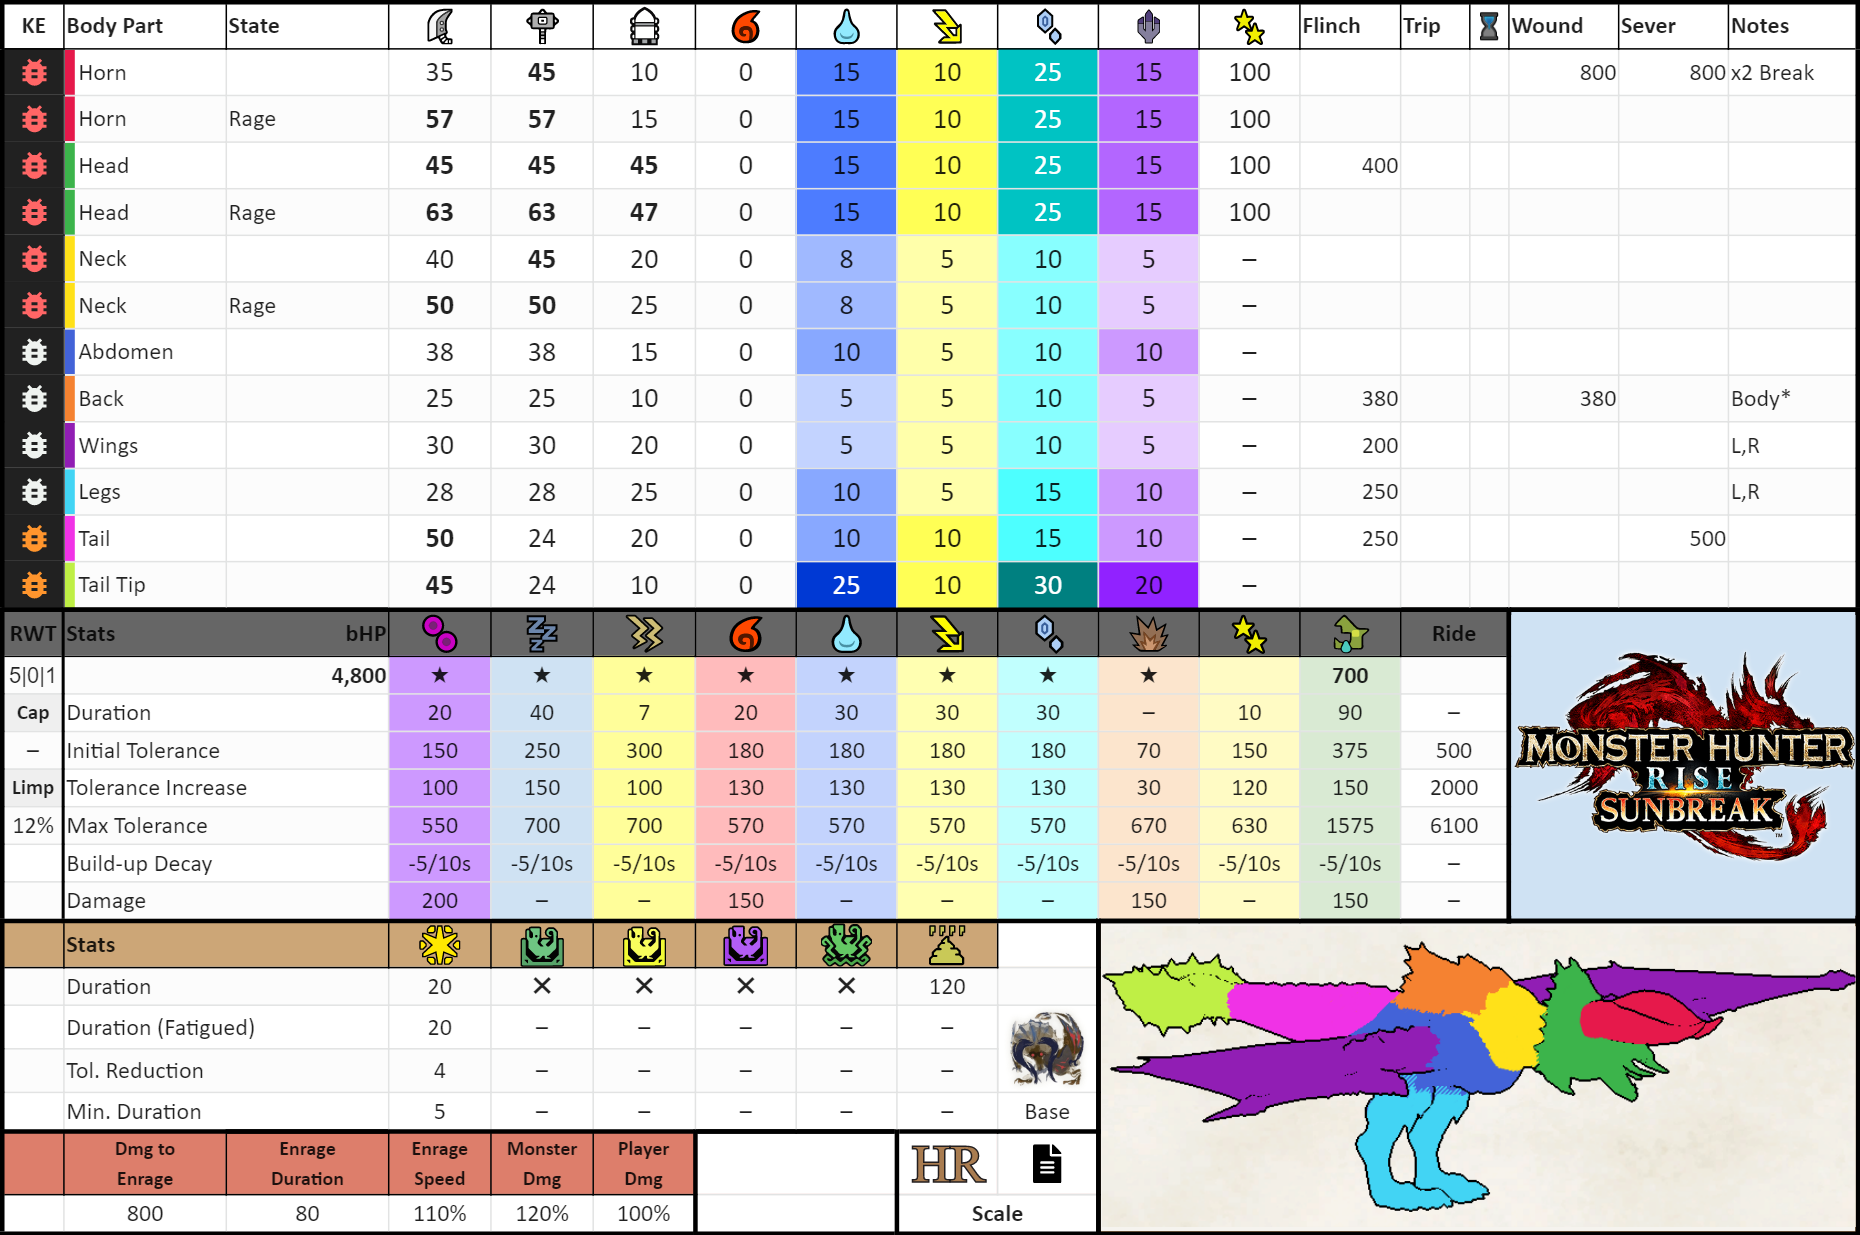 KE Body Part State Flinch Trip Wound Sever Notes
Horn 35 45 10 0 15 10 25 15 100 800 800 x2 Break
Horn Rage 57 57 15 0 15 10 25 15 100
Head 45 45 45 0 15 10 25 15 100 400
Head Rage 63 63 47 0 15 10 25 15 100
Neck 40 45 20 0 8 5 10 5 –
Neck Rage 50 50 25 0 8 5 10 5 –
Abdomen 38 38 15 0 10 5 10 10 –
Back 25 25 10 0 5 5 10 5 – 380 380 Body*
Wings 30 30 20 0 5 5 10 5 – 200 L,R
Legs 28 28 25 0 10 5 15 10 – 250 L,R
Tail 50 24 20 0 10 10 15 10 – 250 500
Tail Tip 45 24 10 0 25 10 30 20 –
RWT Stats bHP Ride
5|0|1 4,800 ★ ★ ★ ★ ★ ★ ★ ★ 700
Cap Duration 20 40 7 20 30 30 30 – 10 90 –
– Initial Tolerance 150 250 300 180 180 180 180 70 150 375 500
Limp Tolerance Increase 100 150 100 130 130 130 130 30 120 150 2000
12% Max Tolerance 550 700 700 570 570 570 570 670 630 1575 6100
Build-up Decay -5/10s -5/10s -5/10s -5/10s -5/10s -5/10s -5/10s -5/10s -5/10s -5/10s –
Damage 200 – – 150 – – – 150 – 150 –
MONSTER HUNTER
RISE
SUNBREAK
TM
Stats
Duration 20 ✕ ✕ ✕ ✕ 120
Duration (Fatigued) 20 – – – – –
Tol. Reduction 4 – – – – –
Min. Duration 5 – – – – – Base
Dmg to Enrage Enrage Monster Player
Enrage Duration Speed Dmg Dmg
HR
800 80 110% 120% 100% Scale